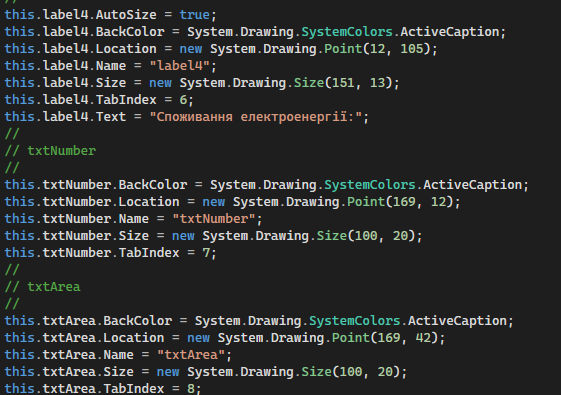 //
this.label4.AutoSize = true;
this.label4.BackColor = System.Drawing.SystemColors.ActiveCaption;
this.label4.Location = new System.Drawing.Point(12, 105);
this.label4.Name = "label4";
this.label4.Size = new System.Drawing.Size(151, 13);
this.label4.TabIndex = 6;
this.label4.Text = "Споживання електроенергії:";
//
// txtNumber
//
this.txtNumber.BackColor = System.Drawing.SystemColors.ActiveCaption;
this.txtNumber.Location = new System.Drawing.Point(169, 12);
this.txtNumber.Name = "txtNumber";
this.txtNumber.Size = new System.Drawing.Size(100, 20);
this.txtNumber.TabIndex = 7;
//
// txtArea
//
this.txtArea.BackColor = System.Drawing.SystemColors.ActiveCaption;
this.txtArea.Location = new System.Drawing.Point(169, 42);
this.txtArea.Name = "txtArea";
this.txtArea.Size = new System.Drawing.Size(100, 20);
this.txtArea.TabIndex = 8;